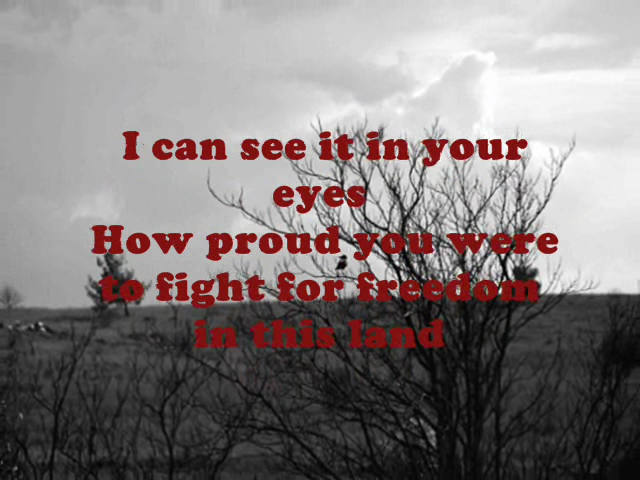 I can see it in your
eyes
How proud you were
to fight for freedom
in this land